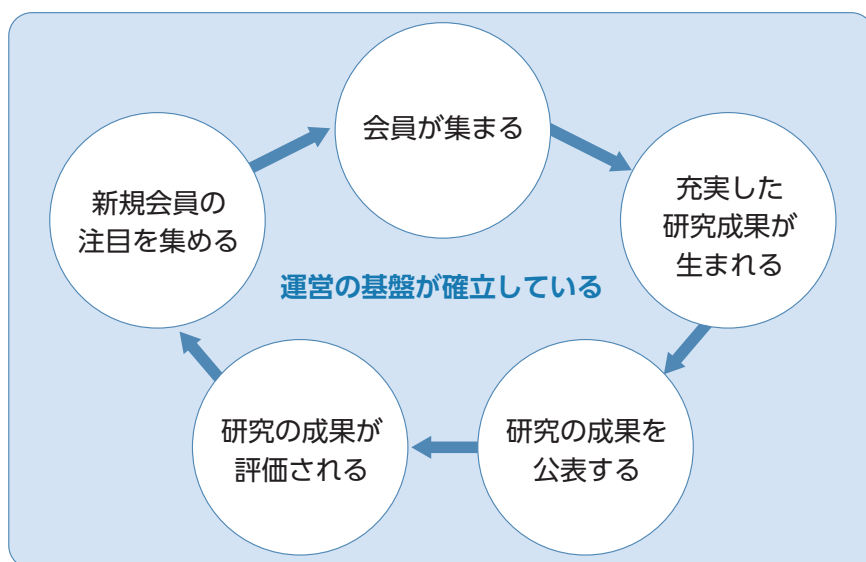 会員が集まる
充実した
研究成果が
生まれる
研究の成果を
公表する
研究の成果が
評価される
新規会員の
注目を集める
運営の基盤が確立している